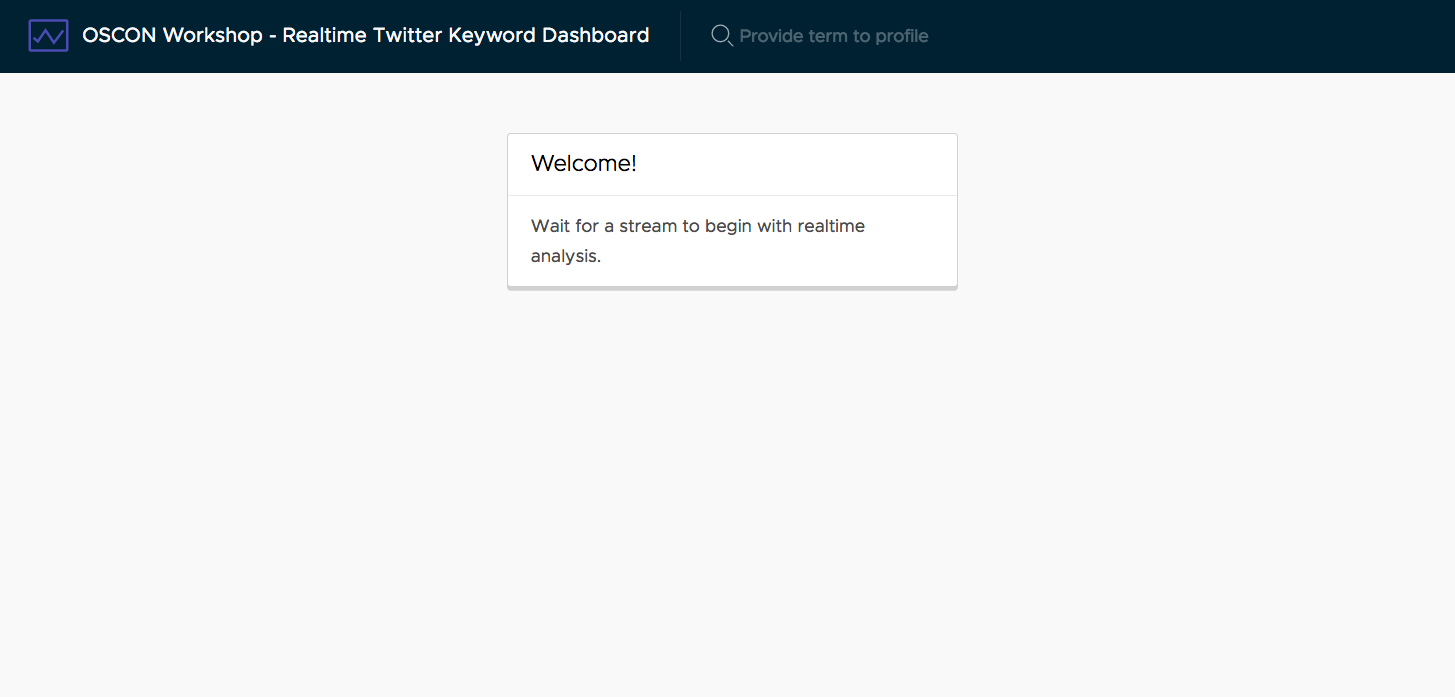 OSCON Workshop - Realtime Twitter Keyword Dashboard
Provide term to profile
Welcome!
Wait for a stream to begin with realtime
analysis.